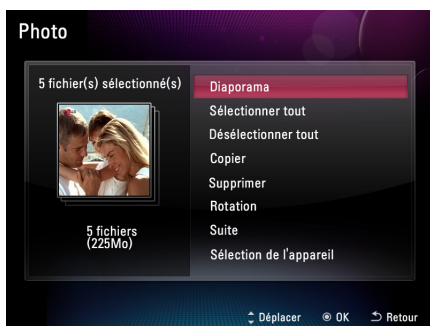 Photo
5 fichier(s) sélectionné(s)
5 fichiers
(225Mo)
Diaporama
Sélectionner tout
Désélectionner tout
Copier
Supprimer
Rotation
Suite
Sélection de l'appareil
Déplacer
OK
Retour